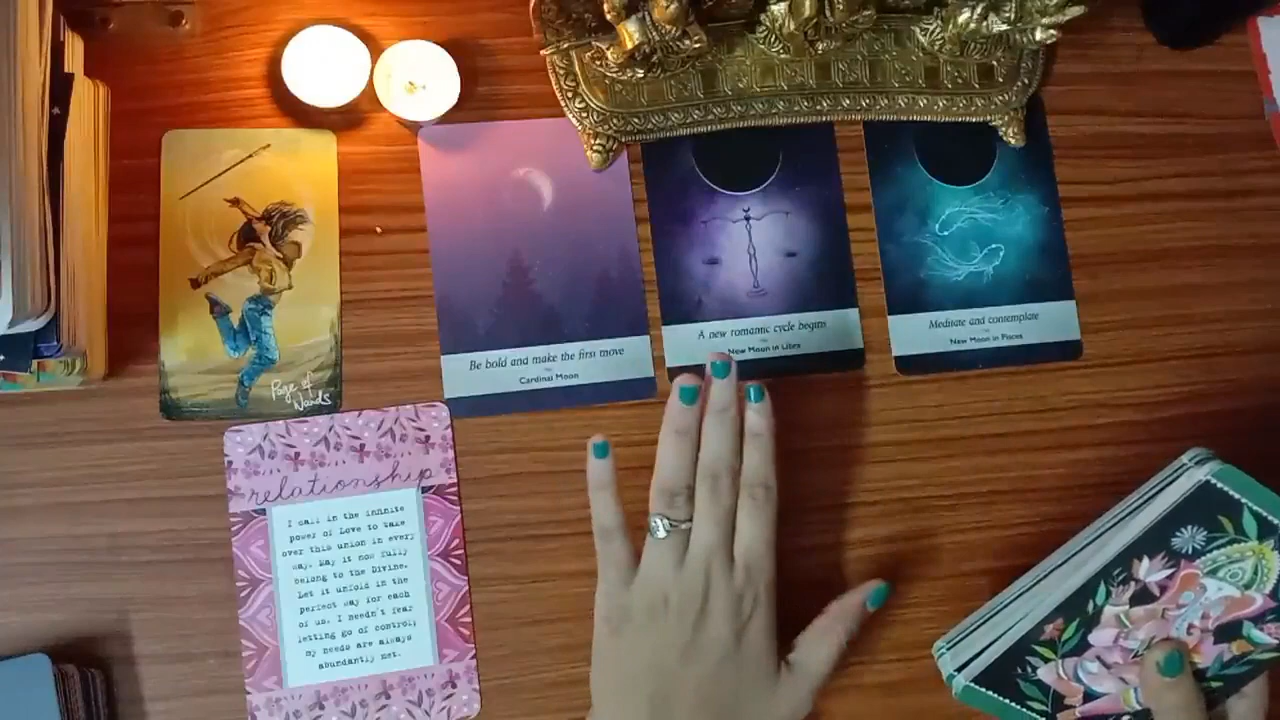 Page of
Wands
Be bold and make the first move
Cardinal Moon
A new romantic cycle begins
New Moon in Libra
Meditate and contemplate
New Moon in Pisces
relationship
I call in the infinite
power of Love to take
over this union in every
way. May it now fully
belong to the Divine.
Let it unfold in the
perfect way for each
of us. I needn't fear
letting go of control;
my needs are always
abundantly met.